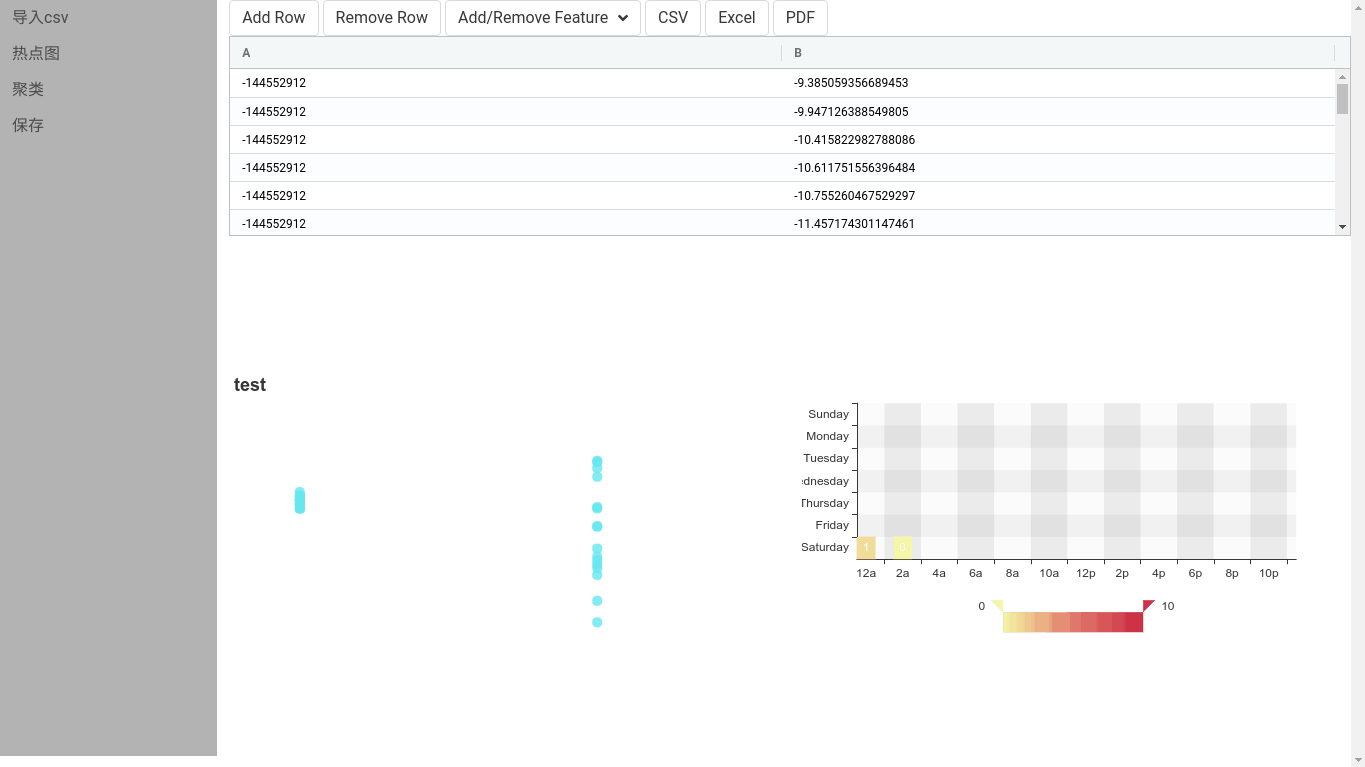 导入csv
热点图
聚类
保存
Add Row Remove Row Add/Remove Feature CSV Excel PDF
A B
-144552912 -9.385059356689453
-144552912 -9.947126388549805
-144552912 -10.415822982788086
-144552912 -10.611751556396484
-144552912 -10.755260467529297
-144552912 -11.457174301147461
test
Sunday
Monday
Tuesday
dnesday
Thursday
Friday
Saturday 1 0
12a 2a 4a 6a 8a 10a 12p 2p 4p 6p 8p 10p
0 10